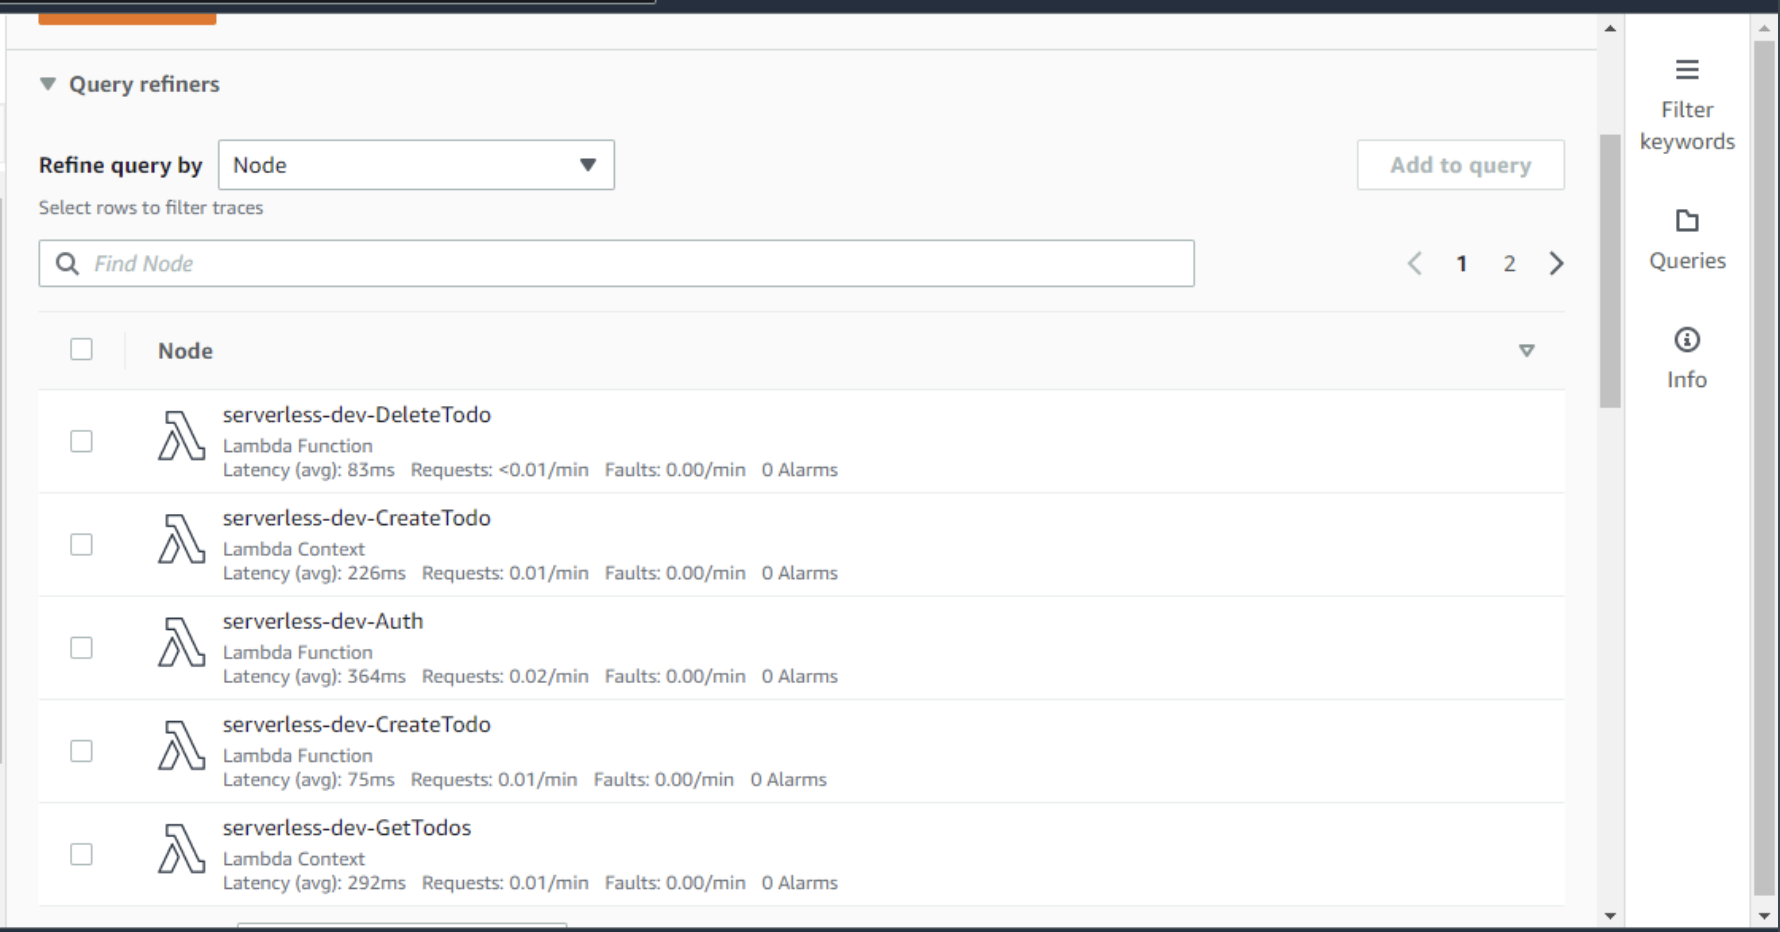 Query refiners
Refine query by Node Add to query
Select rows to filter traces
Find Node 1 2
Node
serverless-dev-DeleteTodo
Lambda Function
Latency (avg): 83ms Requests: <0.01/min Faults: 0.00/min 0 Alarms
serverless-dev-CreateTodo
Lambda Context
Latency (avg): 226ms Requests: 0.01/min Faults: 0.00/min 0 Alarms
serverless-dev-Auth
Lambda Function
Latency (avg): 364ms Requests: 0.02/min Faults: 0.00/min 0 Alarms
serverless-dev-CreateTodo
Lambda Function
Latency (avg): 75ms Requests: 0.01/min Faults: 0.00/min 0 Alarms
serverless-dev-GetTodos
Lambda Context
Latency (avg): 292ms Requests: 0.01/min Faults: 0.00/min 0 Alarms
Filter
keywords
Queries
Info